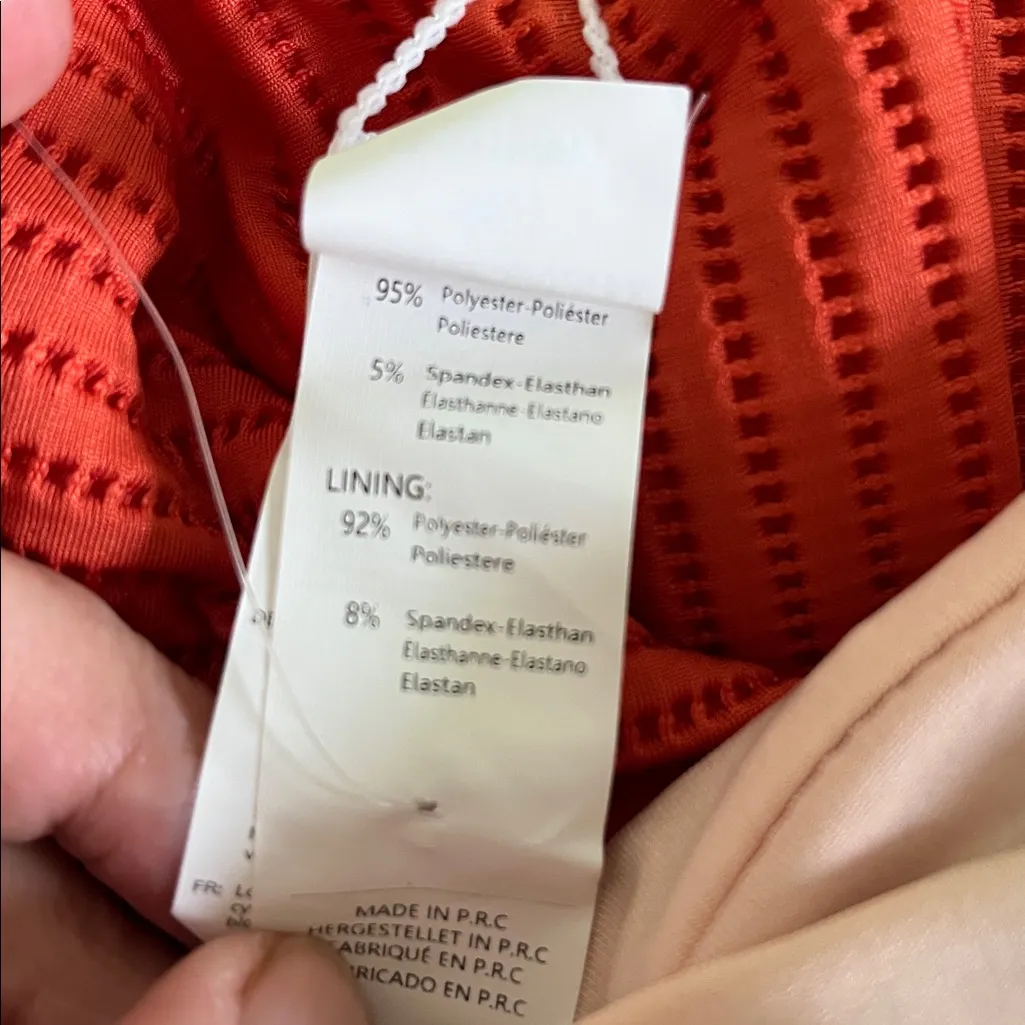 95% Polyester-Poliéster
Poliestere
5% Spandex-Elasthan
Élasthanne-Elastano
Elastan
LINING:
92% Polyester-Poliéster
Poliestere
8% Spandex-Elasthan
Élasthanne-Elastano
Elastan
FR:
MADE IN P.R.C
HERGESTELLET IN P.R.C
FABRIQUÉ EN P.R.C
RICADO EN P.R.C